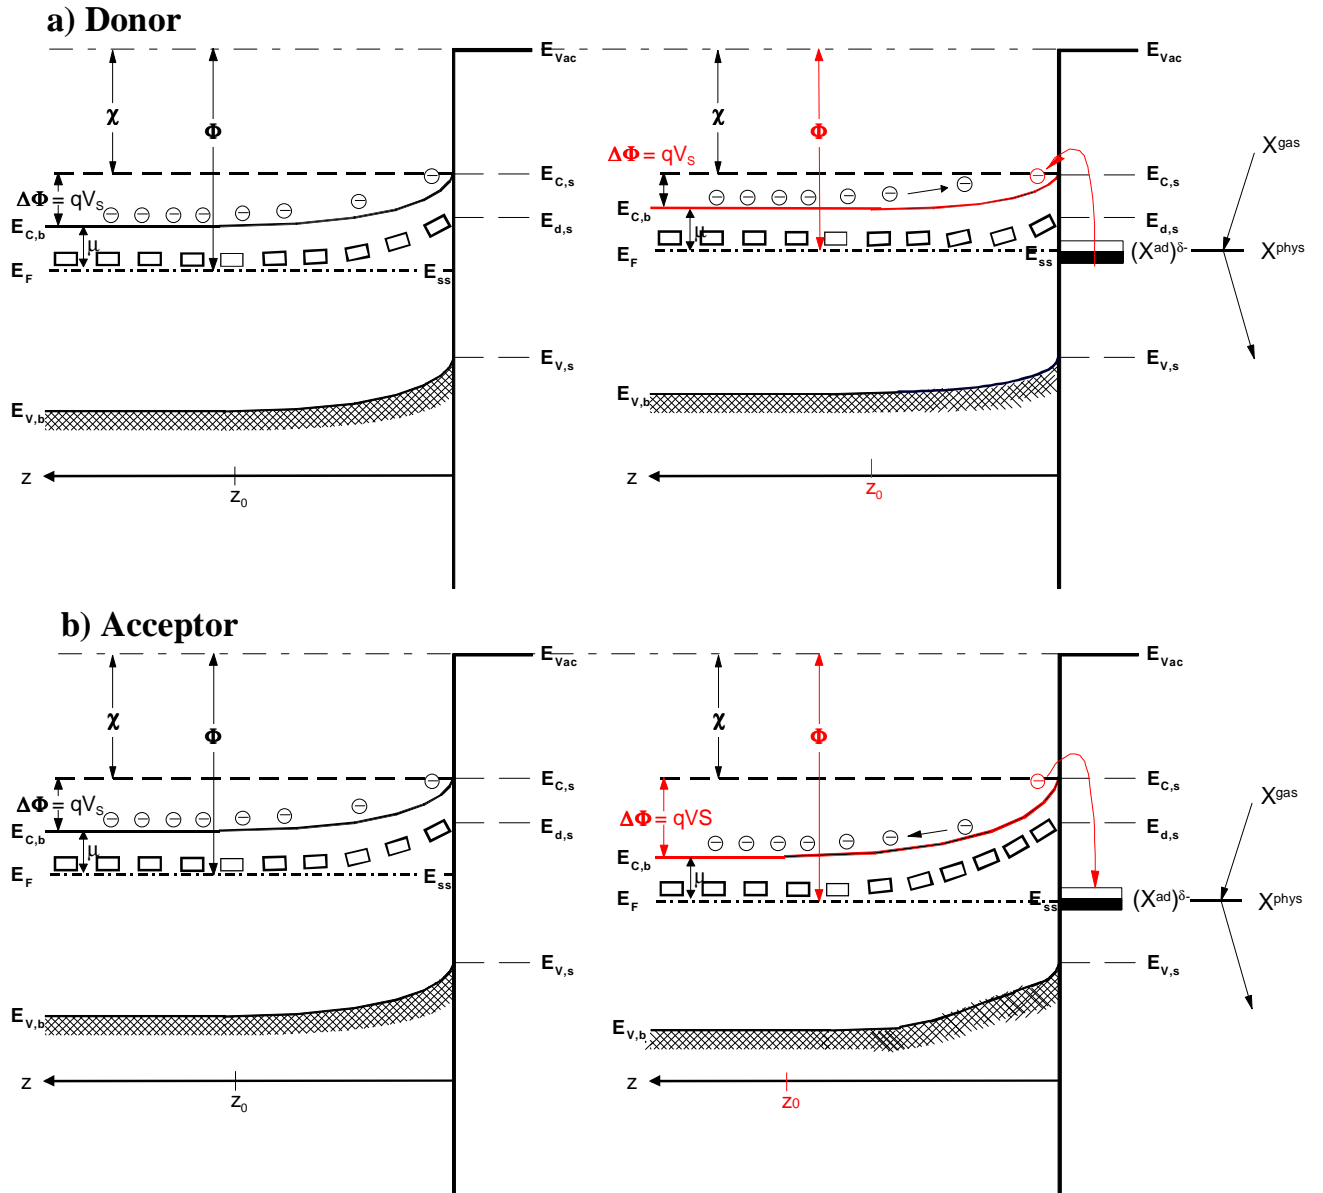 a) Donor
E_Vac
χ
Φ
ΔΦ = qV_S
E_C,s
E_C,b
μ
E_d,s
E_F
E_ss
E_V,s
E_V,b
z
z_0
E_Vac
χ
Φ
X^gas
ΔΦ = qV_S
E_C,s
E_C,b
μ
E_d,s
E_F
E_ss
(X^ad)^δ-
X^phys
E_V,s
E_V,b
z
z_0
b) Acceptor
E_Vac
χ
Φ
ΔΦ = qV_S
E_C,s
E_C,b
μ
E_d,s
E_F
E_ss
E_V,s
E_V,b
z
z_0
E_Vac
χ
Φ
E_C,s
X^gas
ΔΦ = qVS
E_d,s
E_C,b
μ
E_F
E_ss
(X^ad)^δ-
X^phys
E_V,s
E_V,b
z
z0